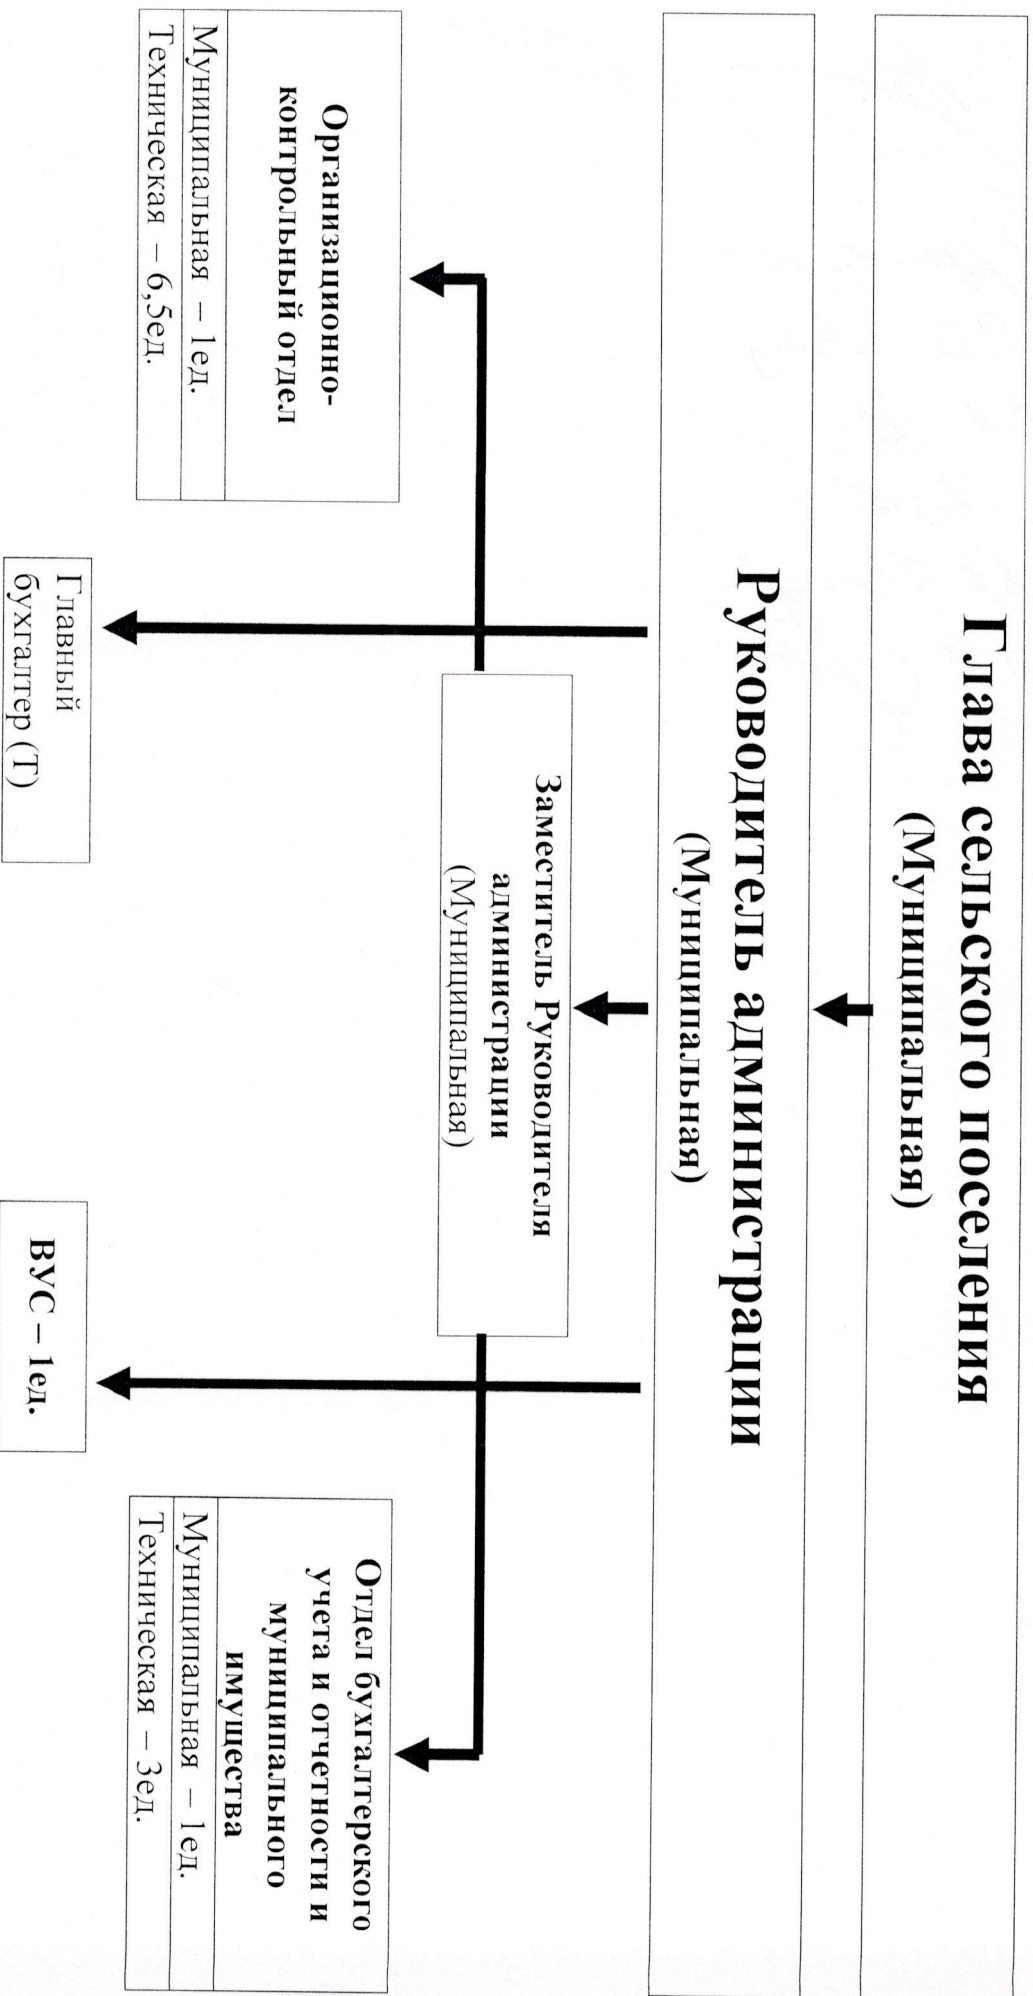 Глава сельского поселения
(Муниципальная)
Руководитель администрации
(Муниципальная)
Заместитель Руководителя
администрации
(Муниципальная)
Организационно-
контрольный отдел
Муниципальная – 1ед.
Техническая – 6,5ед.
Отдел бухгалтерского
учета и отчетности и
муниципального
имущества
Муниципальная – 1ед.
Техническая – 3ед.
Главный
бухгалтер (Т)
ВУС – 1ед.